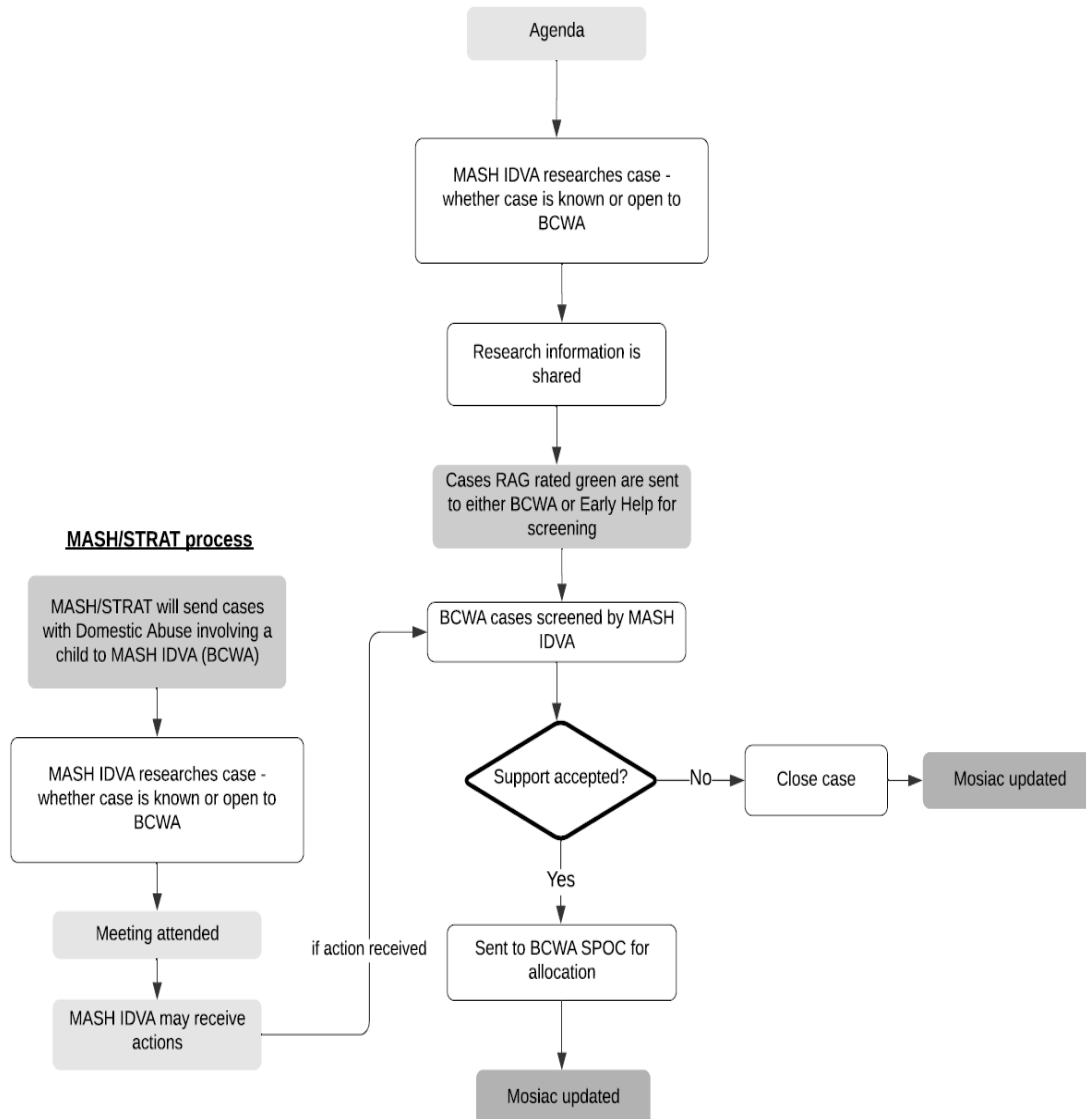 Agenda
MASH IDVA researches case -
whether case is known or open to
BCWA
Research information is
shared
Cases RAG rated green are sent
to either BCWA or Early Help for
screening
MASH/STRAT process
MASH/STRAT will send cases
with Domestic Abuse involving a
child to MASH IDVA (BCWA)
MASH IDVA researches case -
whether case is known or open to
BCWA
Meeting attended
MASH IDVA may receive
actions
if action received
BCWA cases screened by MASH
IDVA
Support accepted?
No
Close case
Mosiac updated
Yes
Sent to BCWA SPOC for
allocation
Mosiac updated